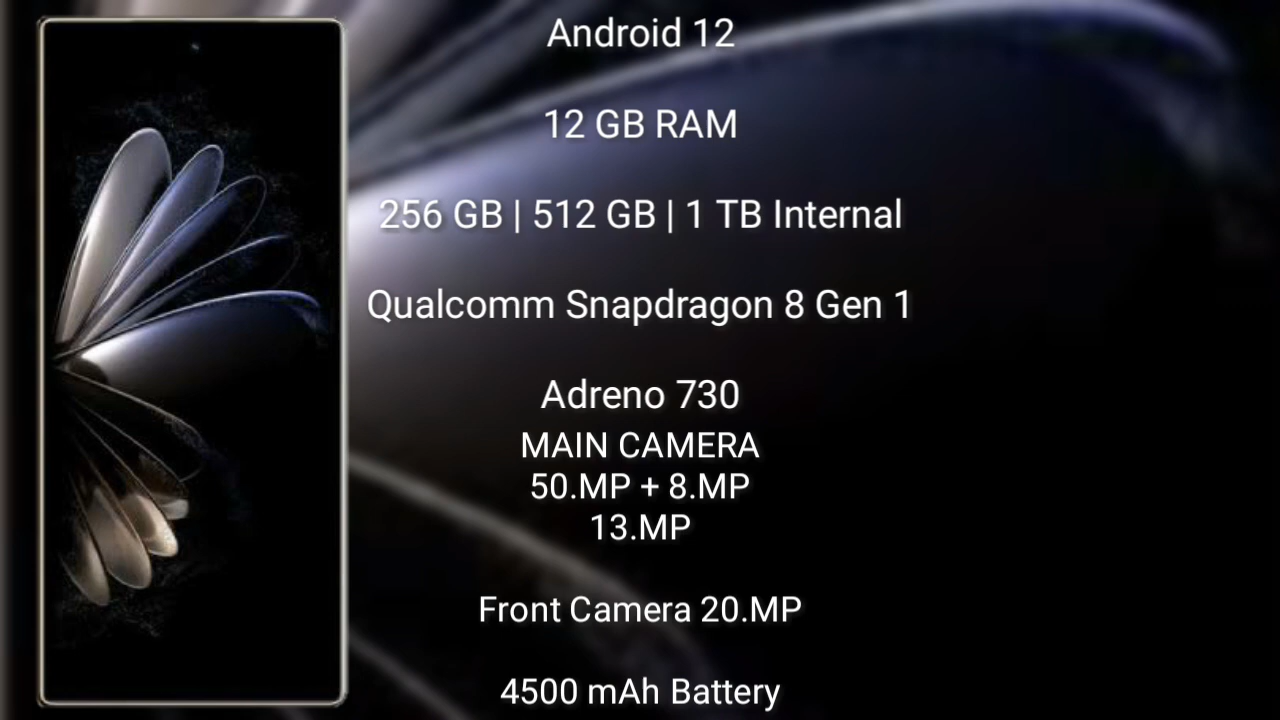 Android 12
12 GB RAM
256 GB | 512 GB | 1 TB Internal
Qualcomm Snapdragon 8 Gen 1
Adreno 730
MAIN CAMERA
50.MP + 8.MP
13.MP
Front Camera 20.MP
4500 mAh Battery